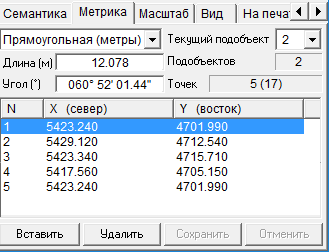 Семантика Метрика Масштаб Вид На печат
Прямоугольная (метры) Текущий подобъект 2
Длина (м) 12.078 Подобъектов 2
Угол (°) 060° 52' 01.44" Точек 5 (17)
N X (север) Y (восток)
1 5423.240 4701.990
2 5429.120 4712.540
3 5423.340 4715.710
4 5417.560 4705.150
5 5423.240 4701.990
Вставить Удалить Сохранить Отменить